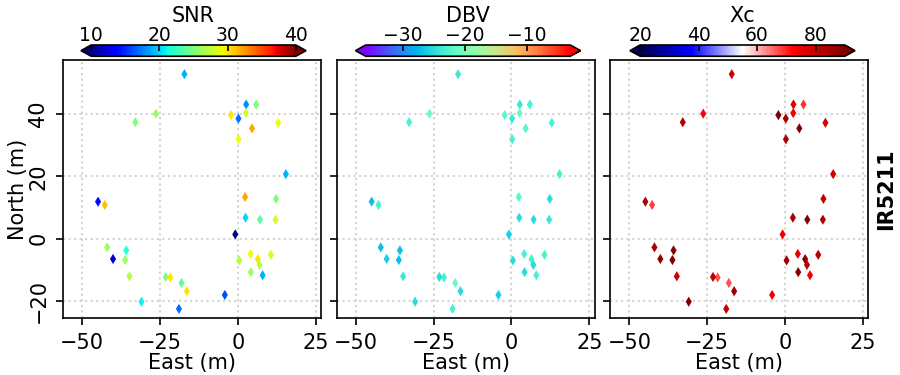 SNR DBV Xc
10 20 30 40 −30 −20 −10 20 40 60 80
40
20
0
−20
North (m)
IR5211
−50 −25 0 25 −50 −25 0 25 −50 −25 0 25
East (m) East (m) East (m)